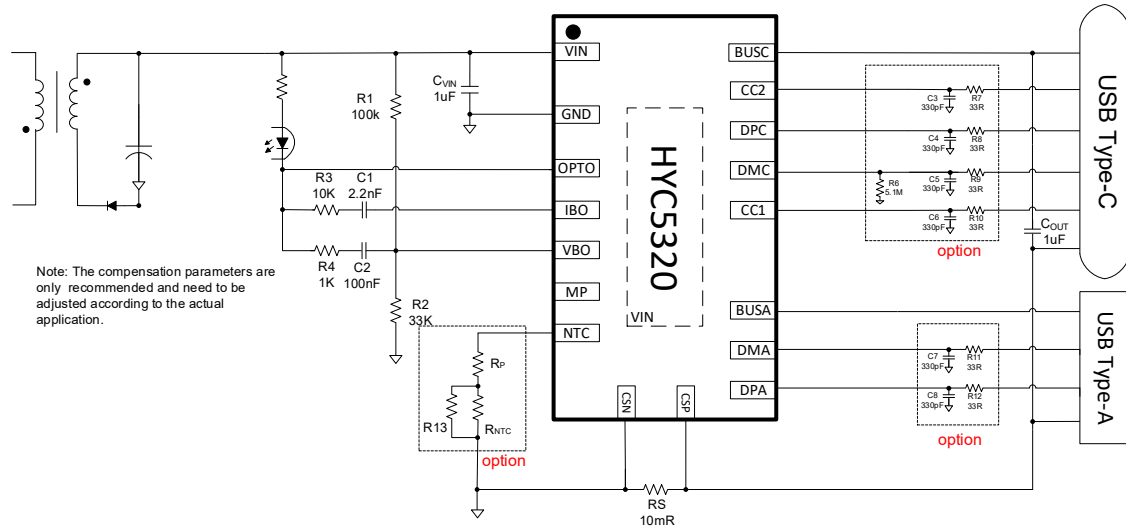 VIN
GND
OPTO
IBO
VBO
MP
NTC
CSN
CSP
BUSC
CC2
DPC
DMC
CC1
BUSA
DMA
DPA
HYC5320
VIN
R1
100k
CVIN
1uF
R3
10K
C1
2.2nF
R4
1K
C2
100nF
R2
33K
Note: The compensation parameters are
only recommended and need to be
adjusted according to the actual
application.
RP
R13
RNTC
option
RS
10mR
C3
330pF
R7
33R
C4
330pF
R8
33R
R6
5.1M
C5
330pF
R9
33R
C6
330pF
R10
33R
option
COUT
1uF
USB Type-C
C7
330pF
R11
33R
C8
330pF
R12
33R
option
USB Type-A